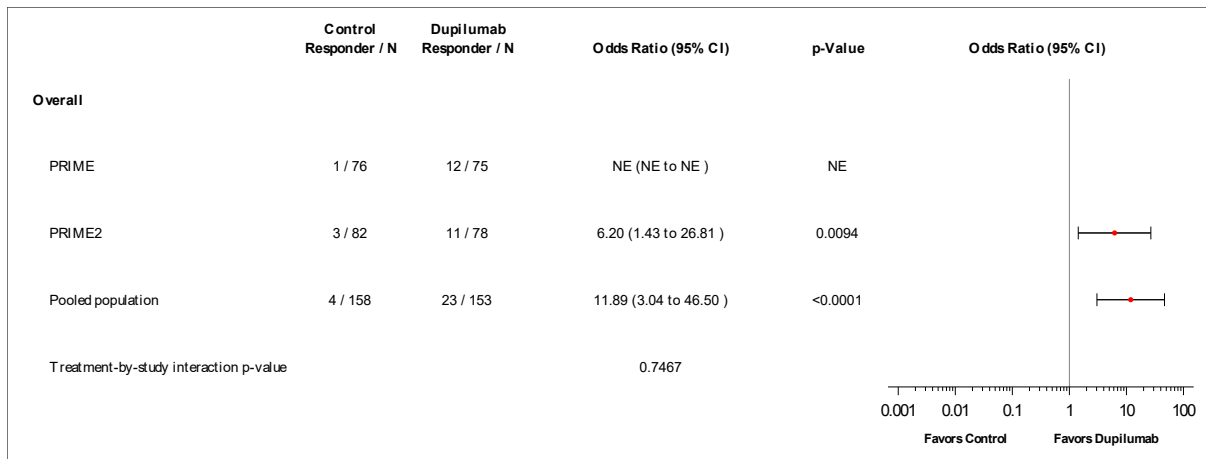 Control Dupilumab
Responder / N Responder / N Odds Ratio (95% CI) p-Value Odds Ratio (95% CI)
Overall
PRIME 1 / 76 12 / 75 NE (NE to NE ) NE
PRIME2 3 / 82 11 / 78 6.20 (1.43 to 26.81 ) 0.0094
Pooled population 4 / 158 23 / 153 11.89 (3.04 to 46.50 ) <0.0001
Treatment-by-study interaction p-value 0.7467
0.001 0.01 0.1 1 10 100
Favors Control Favors Dupilumab